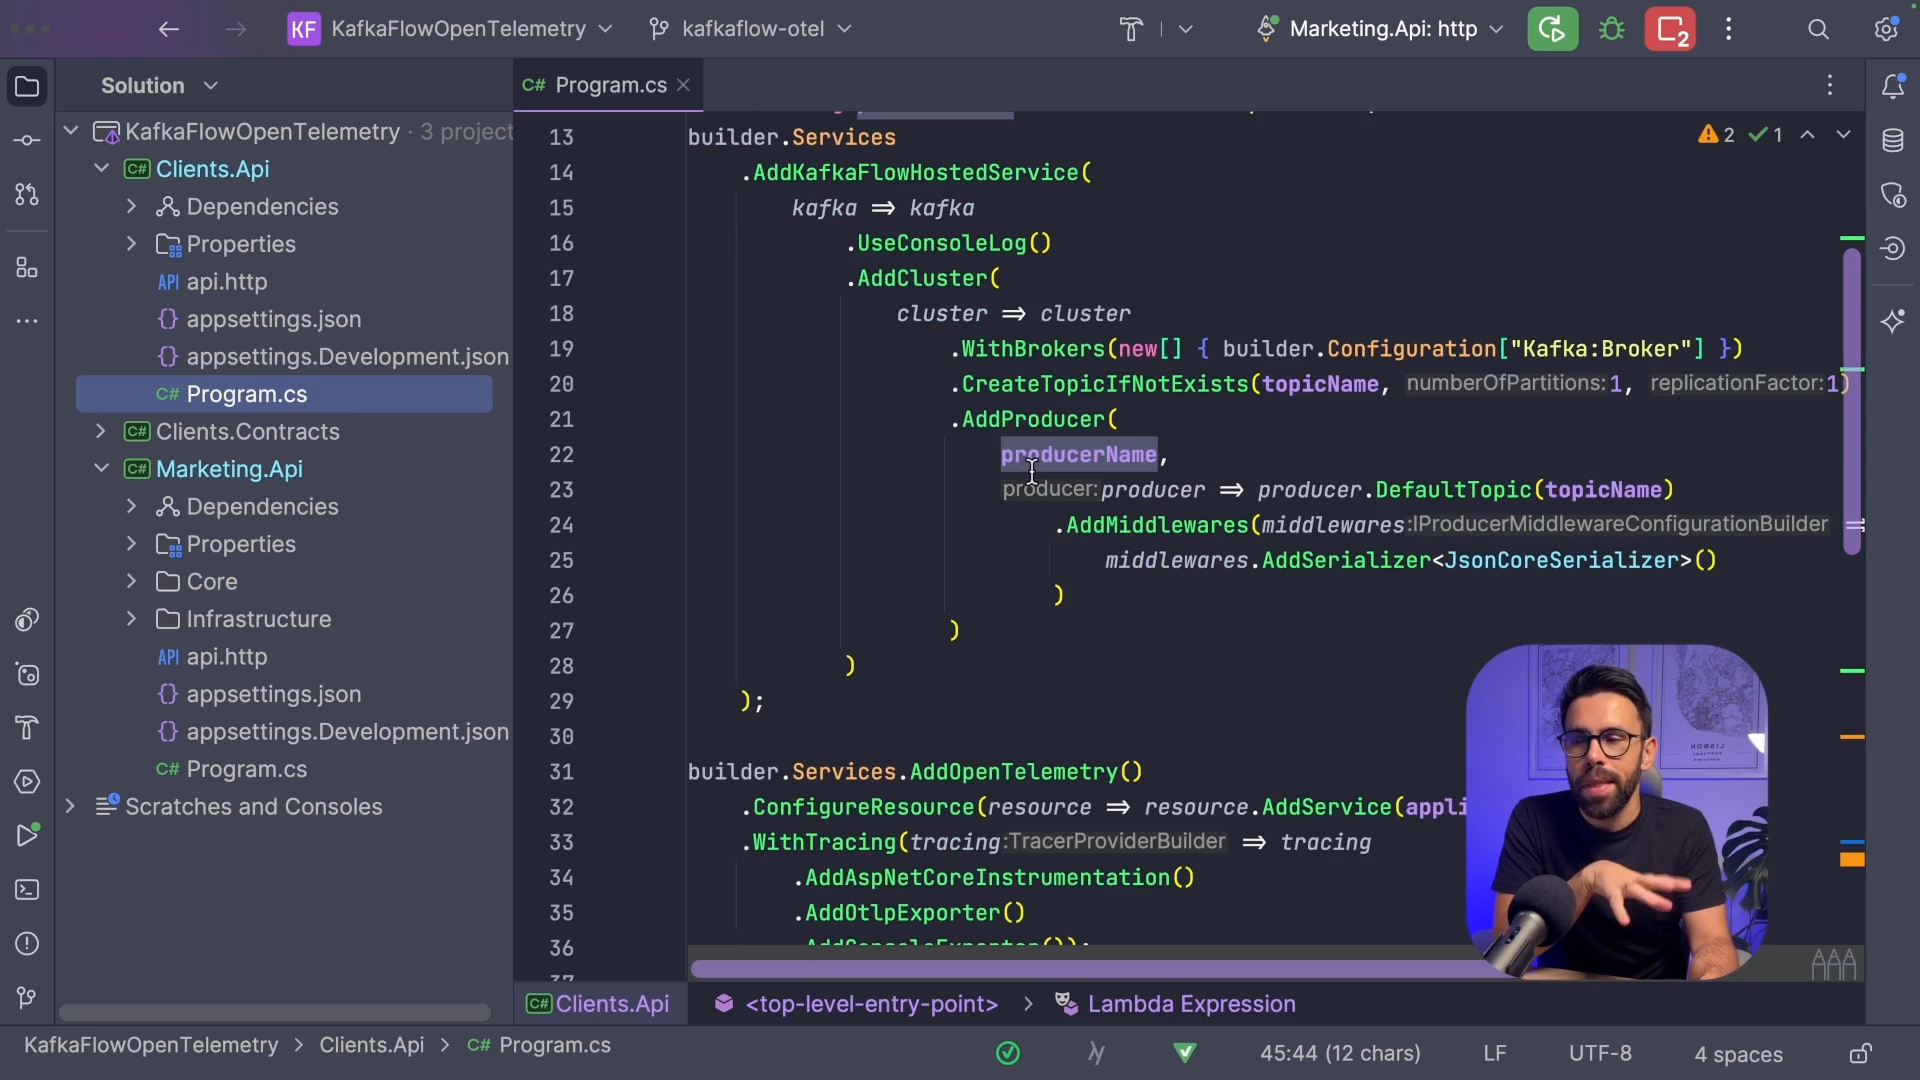 KF KafkaFlowOpenTelemetry kafkaflow-otel Marketing.Api: http 2
Solution
C# Program.cs
KafkaFlowOpenTelemetry · 3 project
C# Clients.Api
Dependencies
Properties
API api.http
{} appsettings.json
{} appsettings.Development.json
C# Program.cs
C# Clients.Contracts
C# Marketing.Api
Dependencies
Properties
Core
Infrastructure
API api.http
{} appsettings.json
{} appsettings.Development.json
C# Program.cs
Scratches and Consoles
2 1
13 builder.Services
14 .AddKafkaFlowHostedService(
15 kafka => kafka
16 .UseConsoleLog()
17 .AddCluster(
18 cluster => cluster
19 .WithBrokers(new[] { builder.Configuration["Kafka:Broker"] })
20 .CreateTopicIfNotExists(topicName, numberOfPartitions:1, replicationFactor:1)
21 .AddProducer(
22 producerName,
23 producer:producer => producer.DefaultTopic(topicName)
24 .AddMiddlewares(middlewares:IProducerMiddlewareConfigurationBuilder =
25 middlewares.AddSerializer<JsonCoreSerializer>()
26 )
27 )
28 )
29 );
30
31 builder.Services.AddOpenTelemetry()
32 .ConfigureResource(resource => resource.AddService(appli
33 .WithTracing(tracing:TracerProviderBuilder => tracing
34 .AddAspNetCoreInstrumentation()
35 .AddOtlpExporter()
36 .AddConsoleExporter());
37
C# Clients.Api <top-level-entry-point> > Lambda Expression
KafkaFlowOpenTelemetry > Clients.Api > C# Program.cs 45:44 (12 chars) LF UTF-8 4 spaces